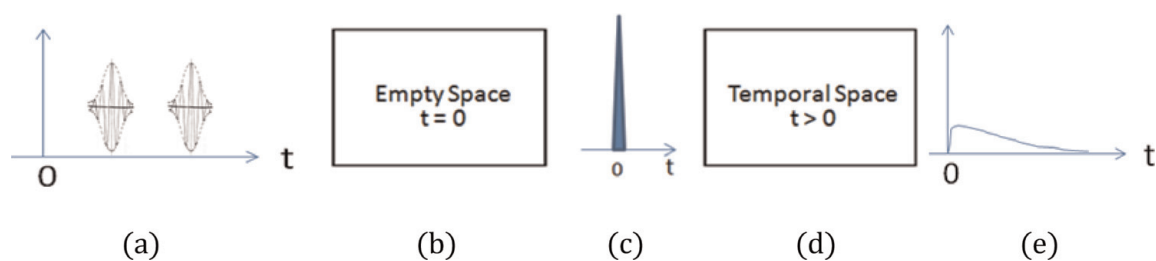 0
t
Empty Space
t = 0
0
t
Temporal Space
t > 0
0
t
(a)
(b)
(c)
(d)
(e)